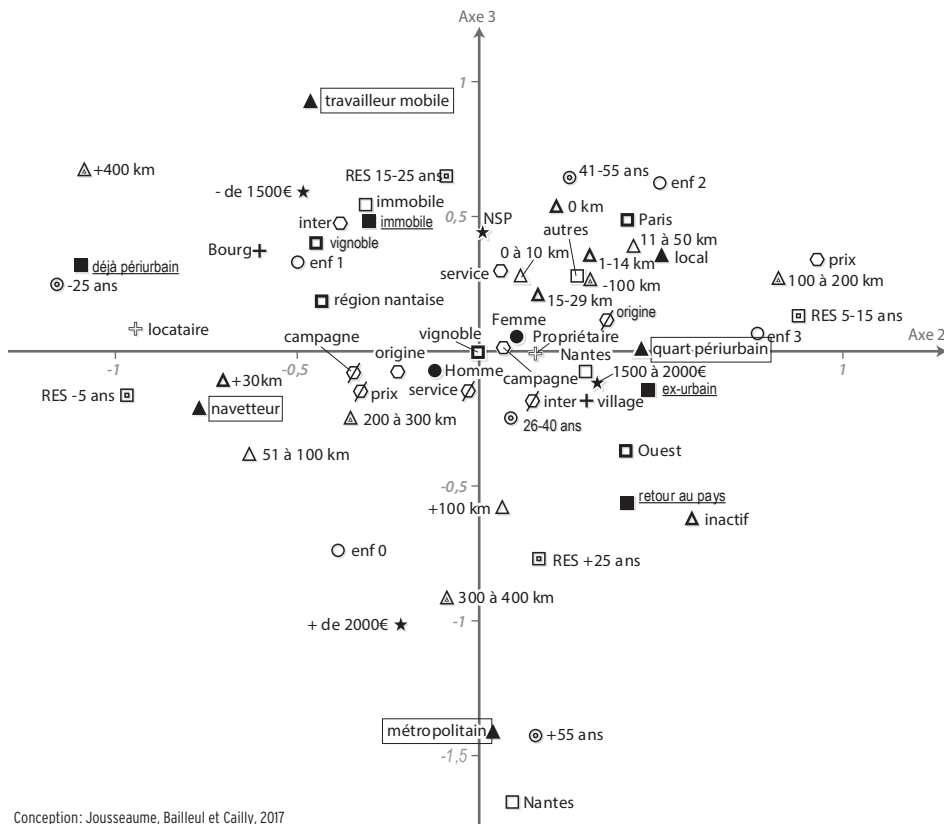 Axe 3
1
travailleur mobile
+400 km
RES 15-25 ans
41-55 ans
enf 2
- de 1500€
immobile
0 km
0,5
NSP
Paris
inter
immobile
autres
vignoble
11 à 50 km
Bourg
0 à 10 km
1-14 km
local
prix
déjà périurbain
enf 1
service
-100 km
100 à 200 km
-25 ans
région nantaise
15-29 km
origine
RES 5-15 ans
locataire
Femme
campagne
vignoble
Propriétaire
enf 3
Axe 2
origine
Nantes
quart périurbain
-1
-0,5
1
+30km
Homme
campagne
1500 à 2000€
RES -5 ans
prix
service
ex-urbain
navetteur
inter
village
200 à 300 km
26-40 ans
51 à 100 km
Ouest
-0,5
retour au pays
+100 km
inactif
enf 0
RES +25 ans
300 à 400 km
+ de 2000€
-1
métropolitain
+55 ans
-1,5
Nantes
Conception: Jousseaume, Bailleul et Cailly, 2017